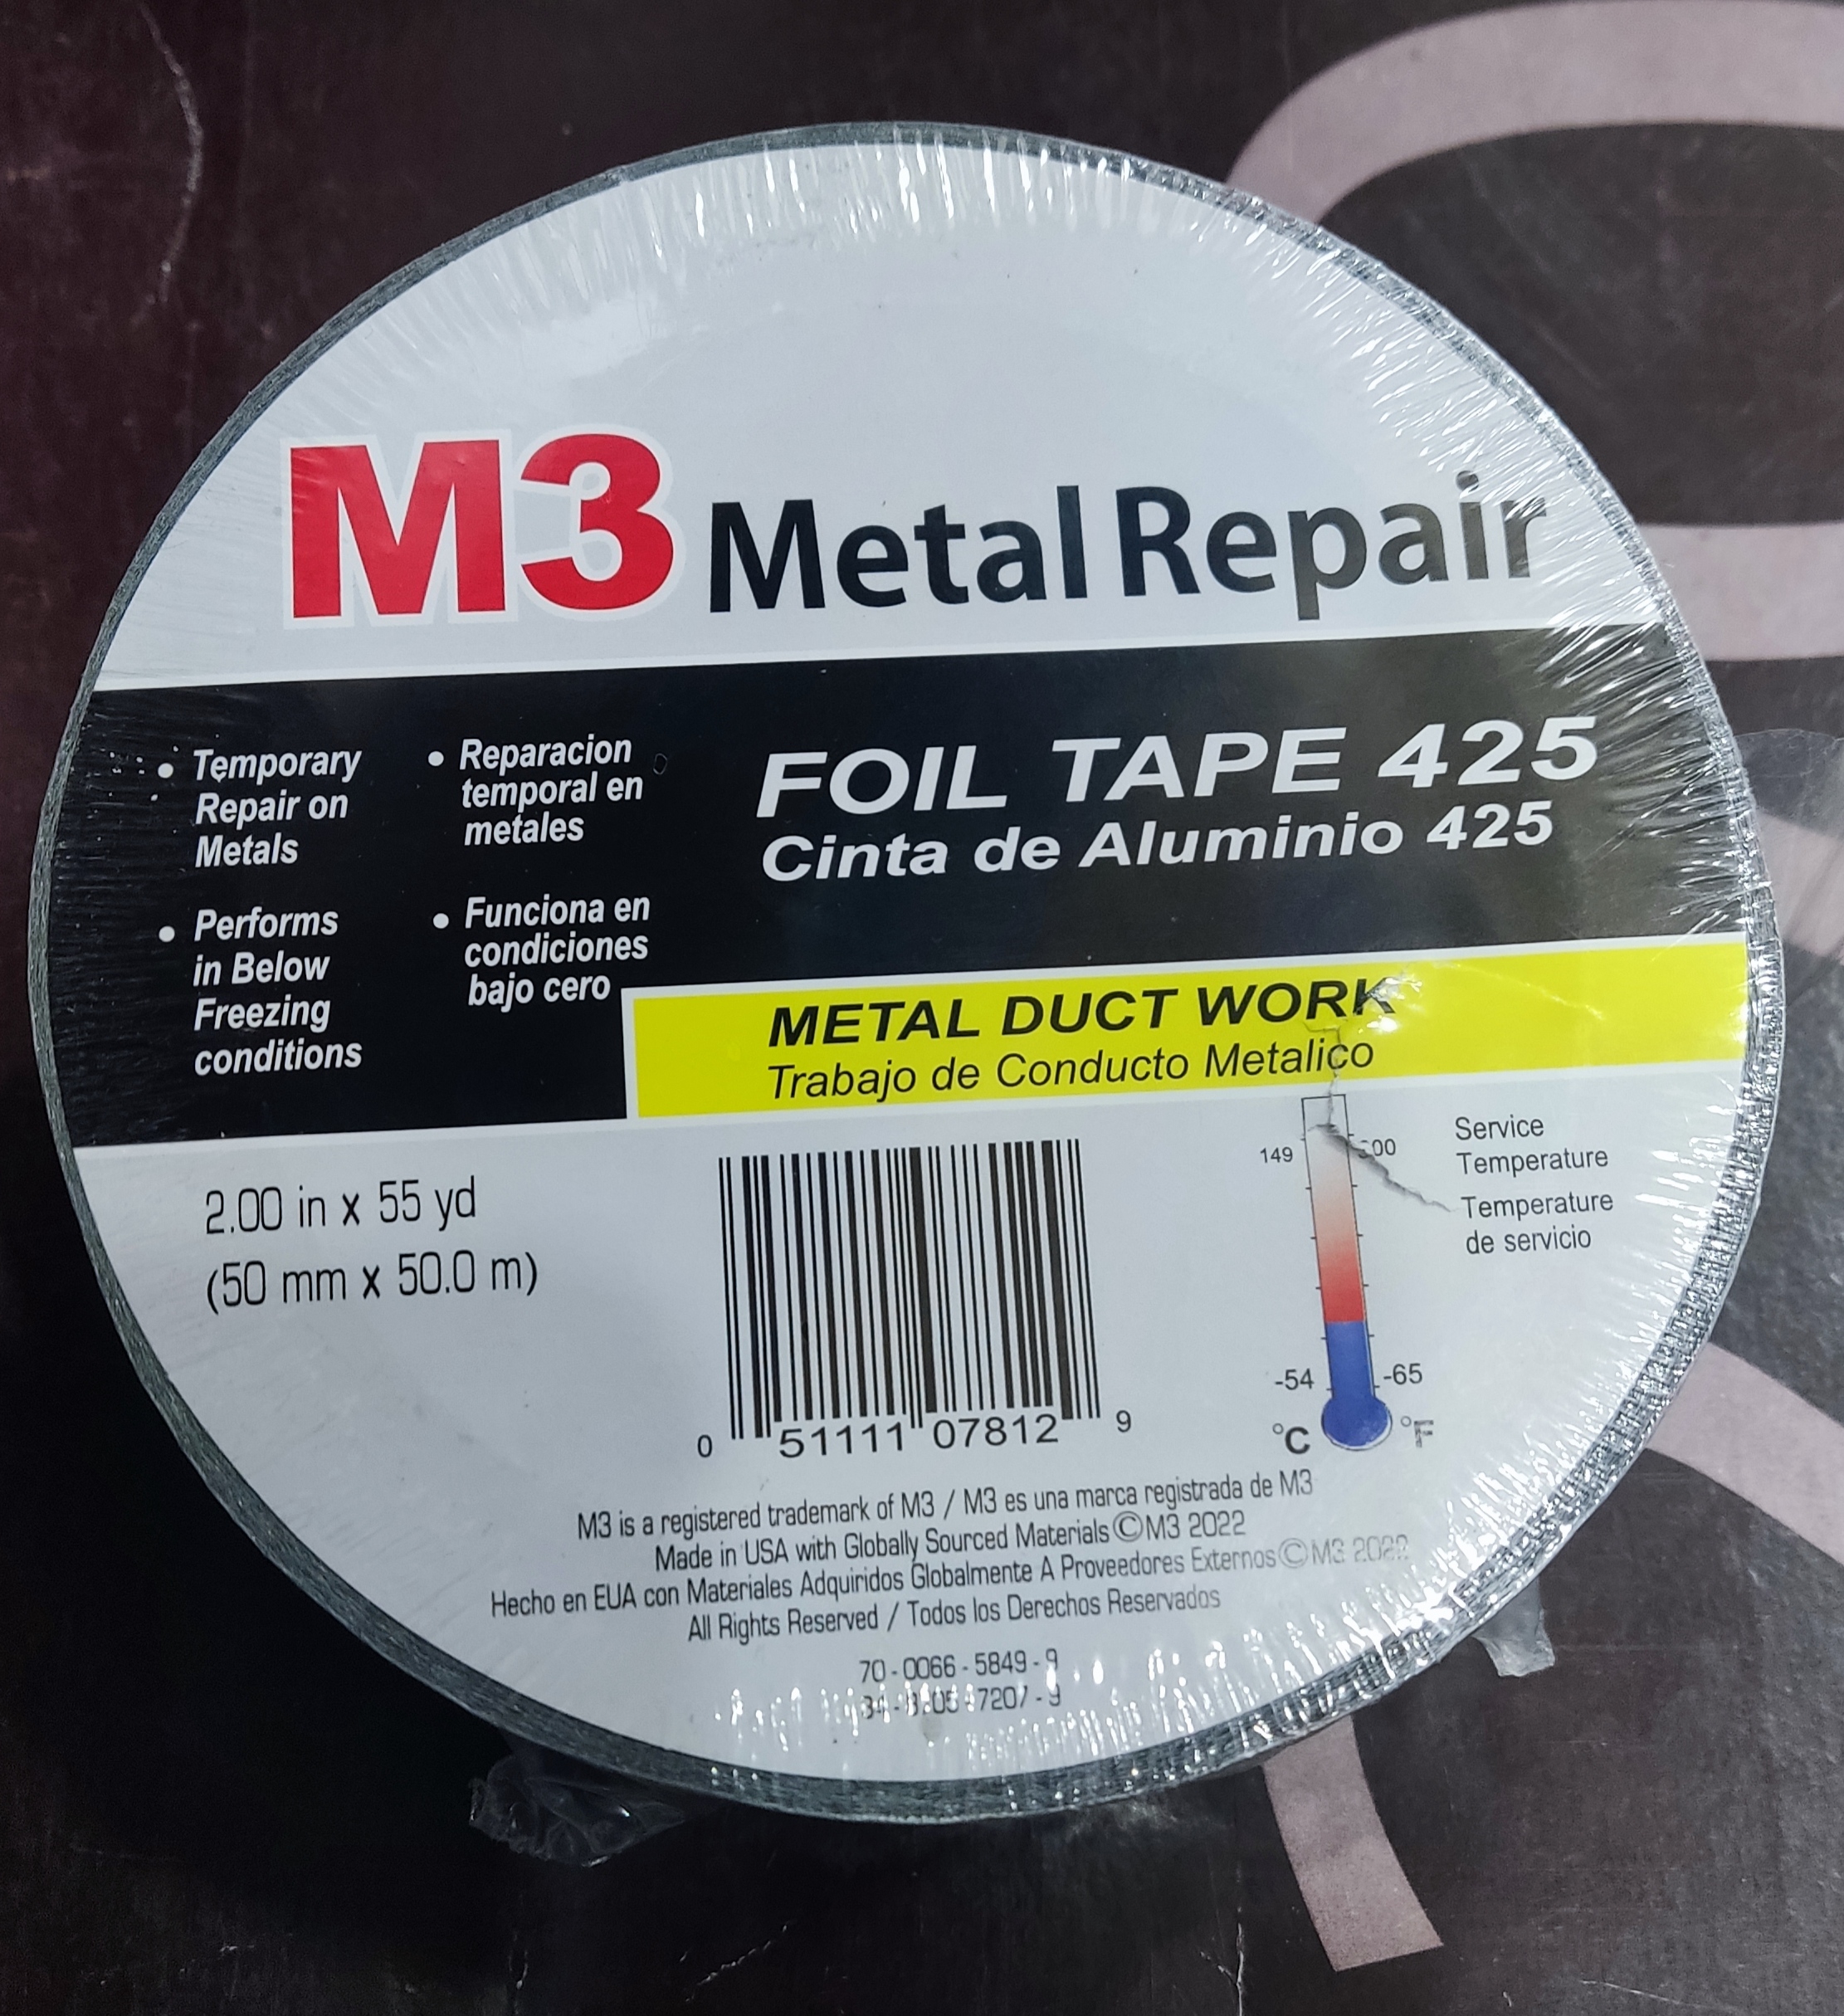 M3 Metal Repair
FOIL TAPE 425
Cinta de Aluminio 425
• Temporary
Repair on
Metals
• Performs
in Below
Freezing
conditions
• Reparacion
temporal en
metales
• Funciona en
condiciones
bajo cero
METAL DUCT WORK
Trabajo de Conducto Metalico
2.00 in x 55 yd
(50 mm x 50.0 m)
0 51111 07812 9
149
-54 -65
°C °F
Service
Temperature
Temperature
de servicio
M3 is a registered trademark of M3 / M3 es una marca registrada de M3
Made in USA with Globally Sourced Materials ©M3 2022
Hecho en EUA con Materiales Adquiridos Globalmente A Proveedores Externos ©M3 2022
All Rights Reserved / Todos los Derechos Reservados
70-0066-5849-9